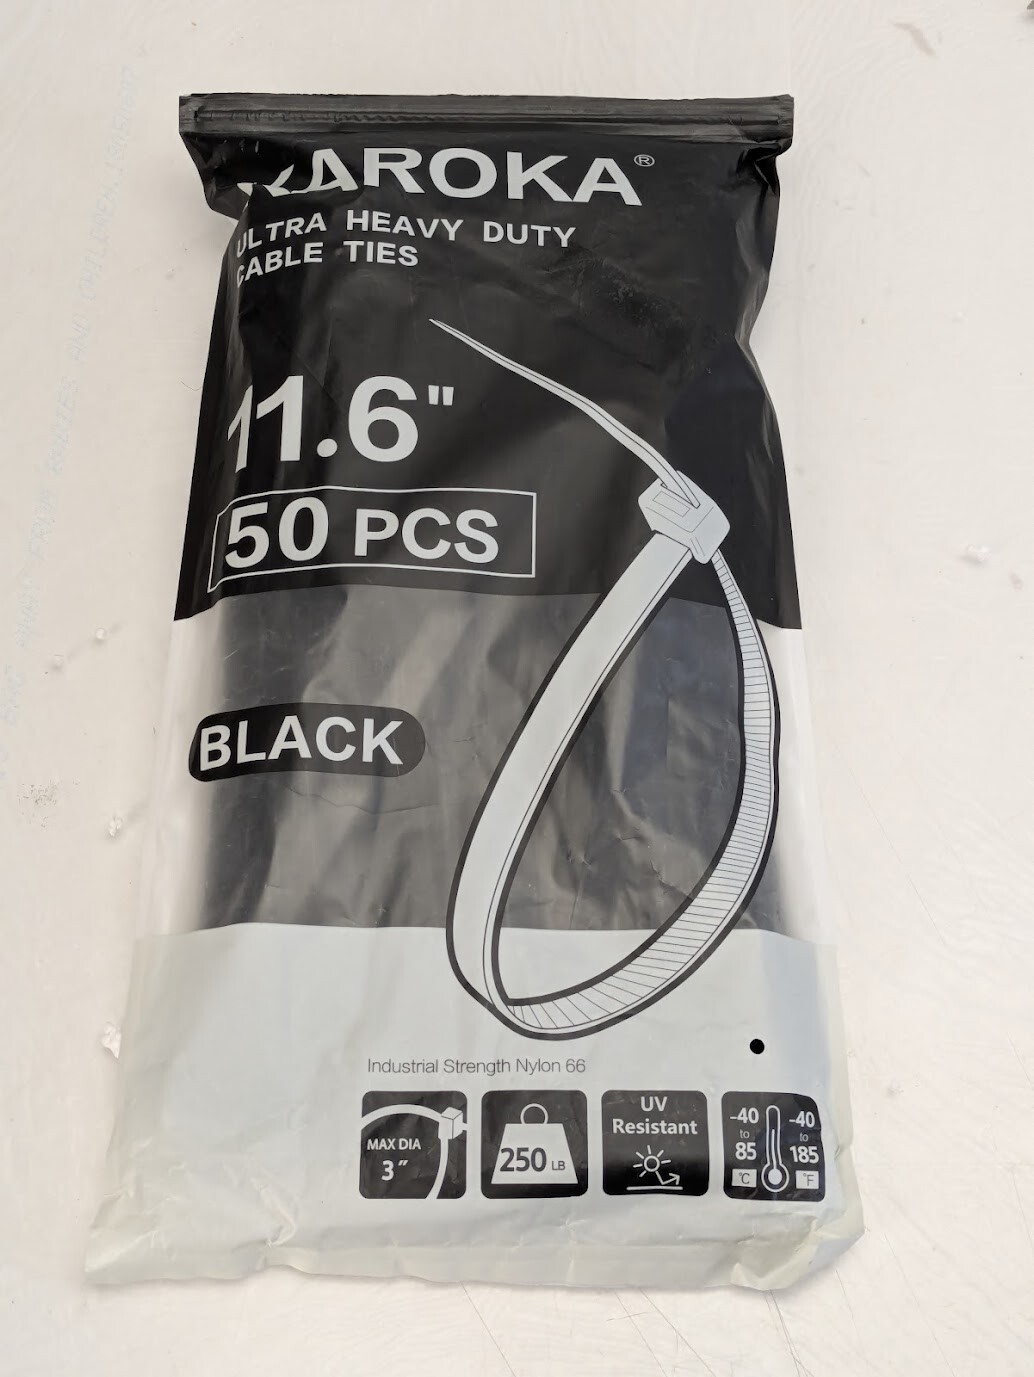 RAROKA®
ULTRA HEAVY DUTY
CABLE TIES
11.6"
50 PCS
BLACK
Industrial Strength Nylon 66
MAX DIA
3"
250 LB
UV
Resistant
-40
to
85
°C
-40
to
185
°F